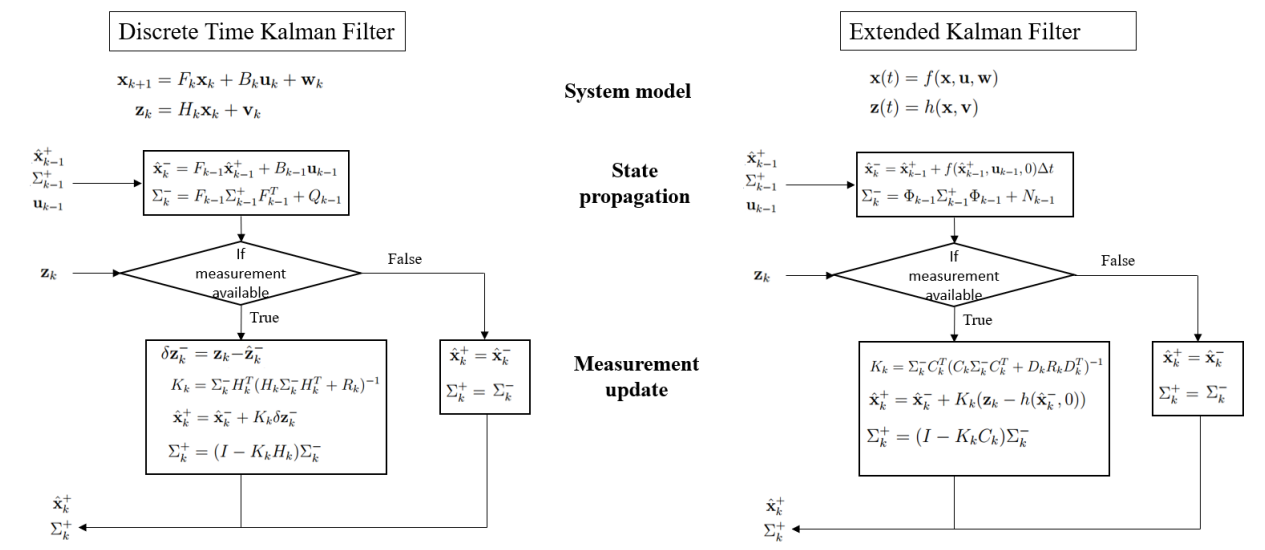 Discrete Time Kalman Filter
x_{k+1} = F_k x_k + B_k u_k + w_k
z_k = H_k x_k + v_k
x̂^+_{k-1}
Σ^+_{k-1}
u_{k-1}
x̂^-_k = F_{k-1} x̂^+_{k-1} + B_{k-1} u_{k-1}
Σ^-_k = F_{k-1} Σ^+_{k-1} F^T_{k-1} + Q_{k-1}
z_k
If
measurement
available
False
True
δz^-_k = z_k − ẑ^-_k
K_k = Σ^-_k H^T_k (H_k Σ^-_k H^T_k + R_k)^{-1}
x̂^+_k = x̂^-_k + K_k δz^-_k
Σ^+_k = (I − K_k H_k) Σ^-_k
x̂^+_k = x̂^-_k
Σ^+_k = Σ^-_k
x̂^+_k
Σ^+_k
System model
State
propagation
Measurement
update
Extended Kalman Filter
x(t) = f(x, u, w)
z(t) = h(x, v)
x̂^+_{k-1}
Σ^+_{k-1}
u_{k-1}
x̂^-_k = x̂^+_{k-1} + f(x̂^+_{k-1}, u_{k-1}, 0)Δt
Σ^-_k = Φ_{k-1} Σ^+_{k-1} Φ_{k-1} + N_{k-1}
z_k
If
measurement
available
False
True
K_k = Σ^-_k C^T_k (C_k Σ^-_k C^T_k + D_k R_k D^T_k)^{-1}
x̂^+_k = x̂^-_k + K_k (z_k − h(x̂^-_k, 0))
Σ^+_k = (I − K_k C_k) Σ^-_k
x̂^+_k = x̂^-_k
Σ^+_k = Σ^-_k
x̂^+_k
Σ^+_k